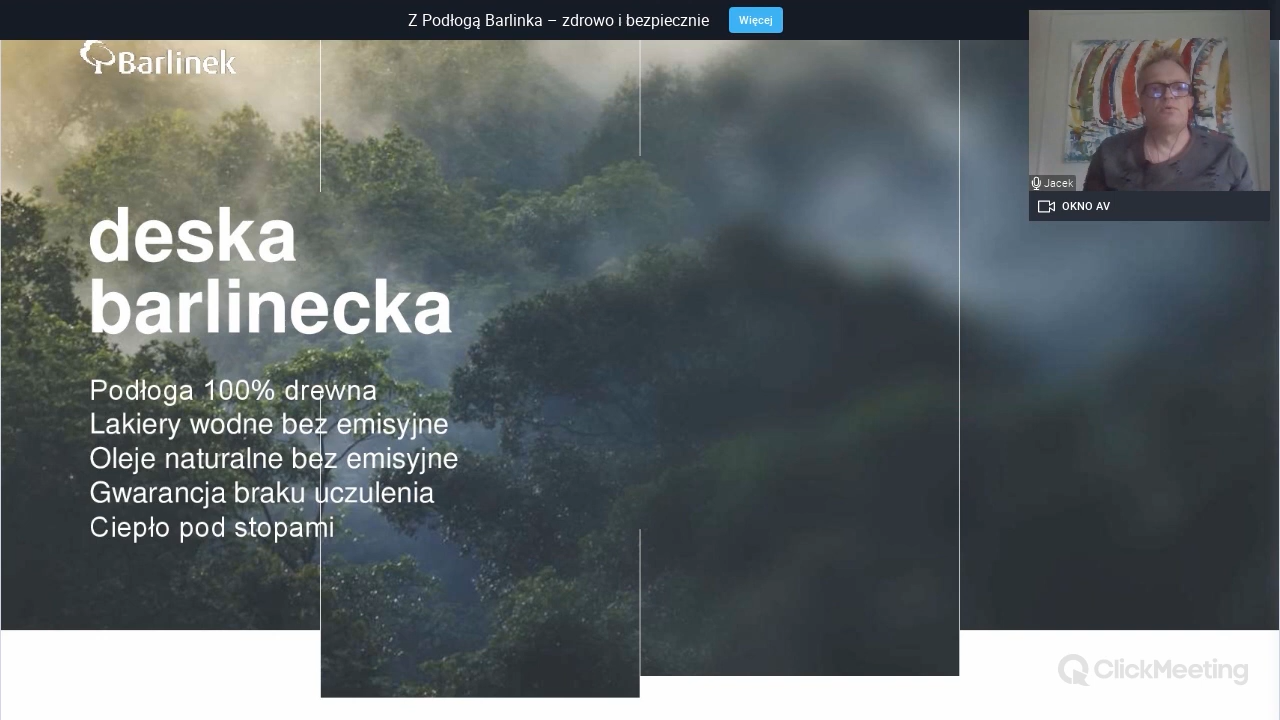 Z Podłogą Barlinka – zdrowo i bezpiecznie
Więcej
Barlinek
Jacek
OKNO AV
deska
barlinecka
Podłoga 100% drewna
Lakiery wodne bez emisyjne
Oleje naturalne bez emisyjne
Gwarancja braku uczulenia
Ciepło pod stopami
ClickMeeting